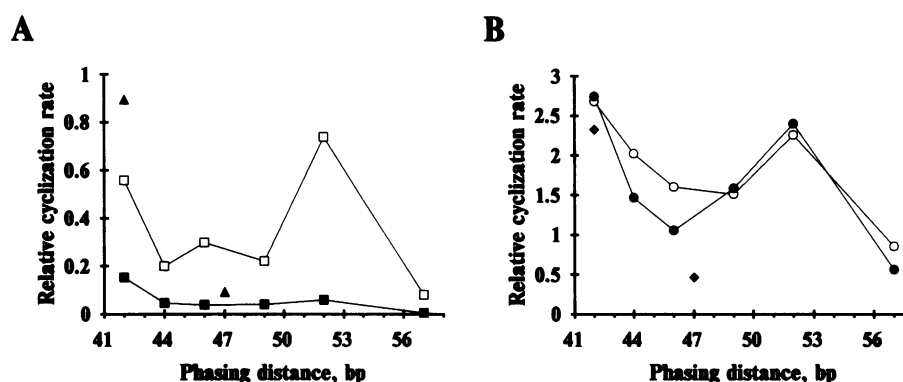 A
Relative cyclization rate
1
0.8
0.6
0.4
0.2
0
41 44 47 50 53 56
Phasing distance, bp
B
Relative cyclization rate
3
2.5
2
1.5
1
0.5
0
41 44 47 50 53 56
Phasing distance, bp